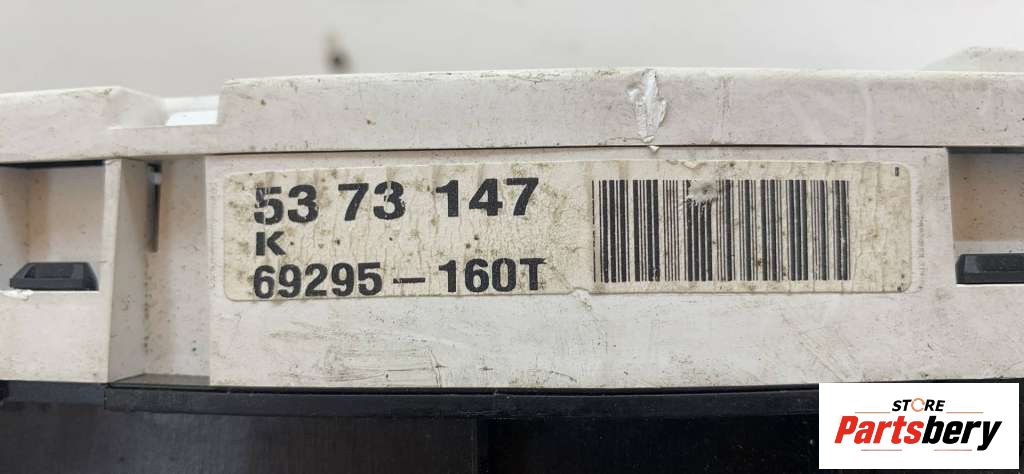 53 73 147
K
69295-160T
STORE
Partsbery